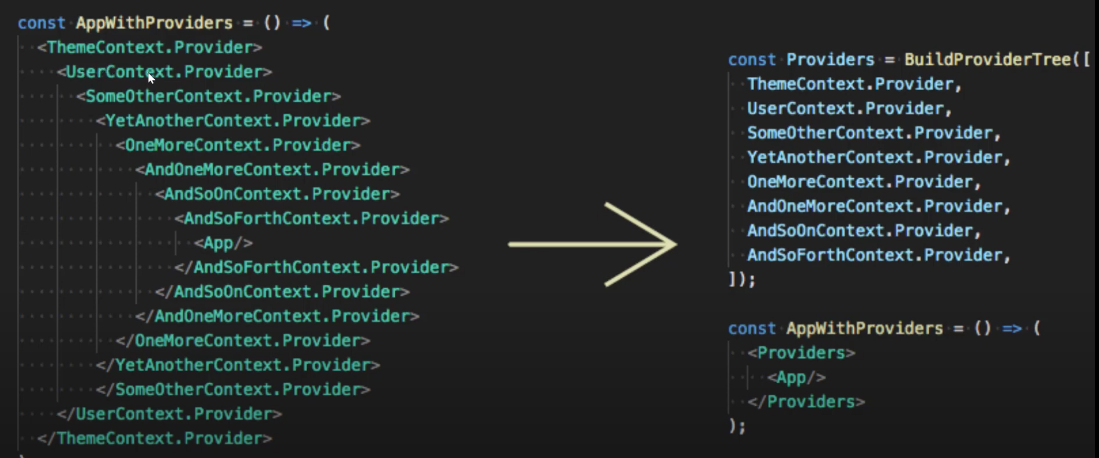 const AppWithProviders = () => (
<ThemeContext.Provider>
<UserContext.Provider>
<SomeOtherContext.Provider>
<YetAnotherContext.Provider>
<OneMoreContext.Provider>
<AndOneMoreContext.Provider>
<AndSoOnContext.Provider>
<AndSoForthContext.Provider>
<App/>
</AndSoForthContext.Provider>
</AndSoOnContext.Provider>
</AndOneMoreContext.Provider>
</OneMoreContext.Provider>
</YetAnotherContext.Provider>
</SomeOtherContext.Provider>
</UserContext.Provider>
</ThemeContext.Provider>
const Providers = BuildProviderTree([
ThemeContext.Provider,
UserContext.Provider,
SomeOtherContext.Provider,
YetAnotherContext.Provider,
OneMoreContext.Provider,
AndOneMoreContext.Provider,
AndSoOnContext.Provider,
AndSoForthContext.Provider,
]);
const AppWithProviders = () => (
<Providers>
<App/>
</Providers>
);